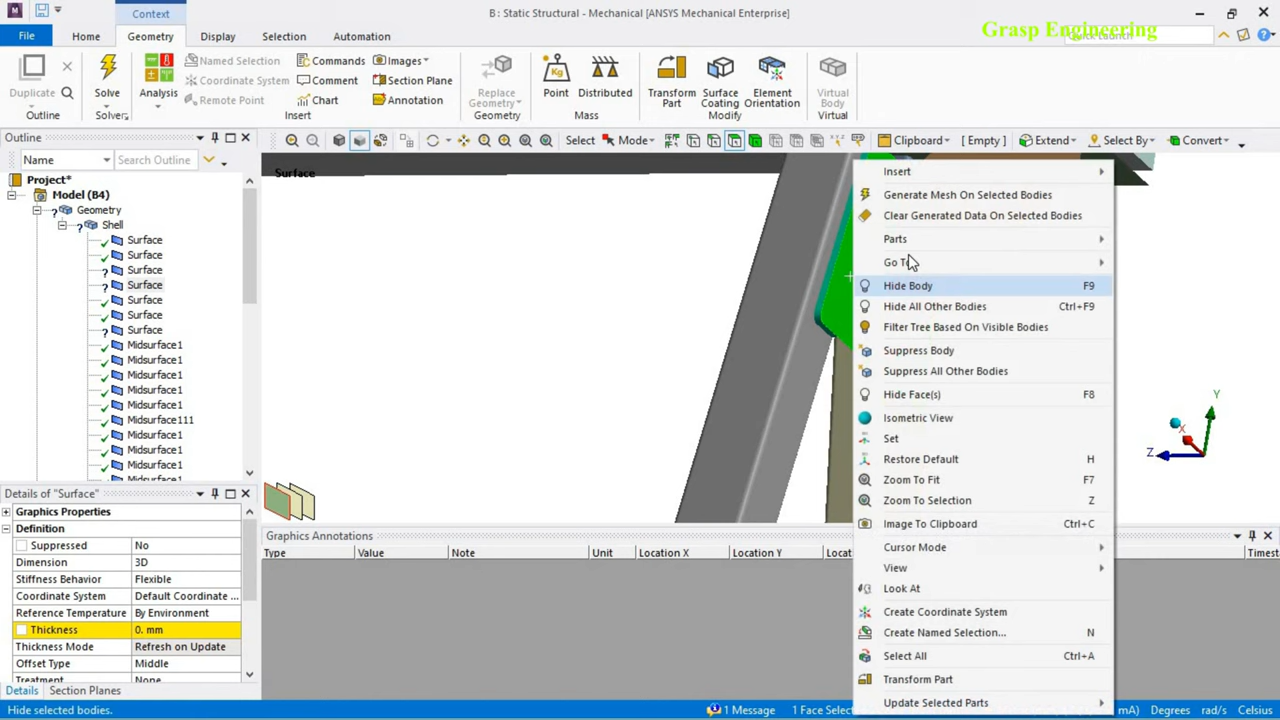 Context
B : Static Structural - Mechanical [ANSYS Mechanical Enterprise]
Grasp Engineering
File
Home
Geometry
Display
Selection
Automation
Quick Launch
Duplicate
Outline
Solve
Solver
Analysis
Named Selection
Coordinate System
Remote Point
Commands
Comment
Chart
Images
Section Plane
Annotation
Insert
Replace
Geometry
Geometry
Point
Distributed
Mass
Transform
Part
Surface
Coating
Element
Orientation
Modify
Virtual
Body
Virtual
Outline
Select
Mode
Clipboard
[ Empty ]
Extend
Select By
Convert
Name
Search Outline
Project*
Model (B4)
Geometry
Shell
Surface
Surface
Surface
Surface
Surface
Surface
Surface
Midsurface1
Midsurface1
Midsurface1
Midsurface1
Midsurface1
Midsurface111
Midsurface1
Midsurface1
Midsurface1
Surface
Insert
Generate Mesh On Selected Bodies
Clear Generated Data On Selected Bodies
Parts
Go To
Hide Body F9
Hide All Other Bodies Ctrl+F9
Filter Tree Based On Visible Bodies
Suppress Body
Suppress All Other Bodies
Hide Face(s) F8
Isometric View
Set
Restore Default H
Zoom To Fit F7
Zoom To Selection Z
Image To Clipboard Ctrl+C
Cursor Mode
View
Look At
Create Coordinate System
Create Named Selection... N
Select All Ctrl+A
Transform Part
Update Selected Parts
Y
X
Z
Details of "Surface"
Graphics Properties
Definition
Suppressed No
Dimension 3D
Stiffness Behavior Flexible
Coordinate System Default Coordinate ...
Reference Temperature By Environment
Thickness 0. mm
Thickness Mode Refresh on Update
Offset Type Middle
Treatment None
Details
Section Planes
Graphics Annotations
Type Value Note Unit Location X Location Y Locat Timest
Hide selected bodies.
1 Message
1 Face Select
mA) Degrees rad/s Celsius